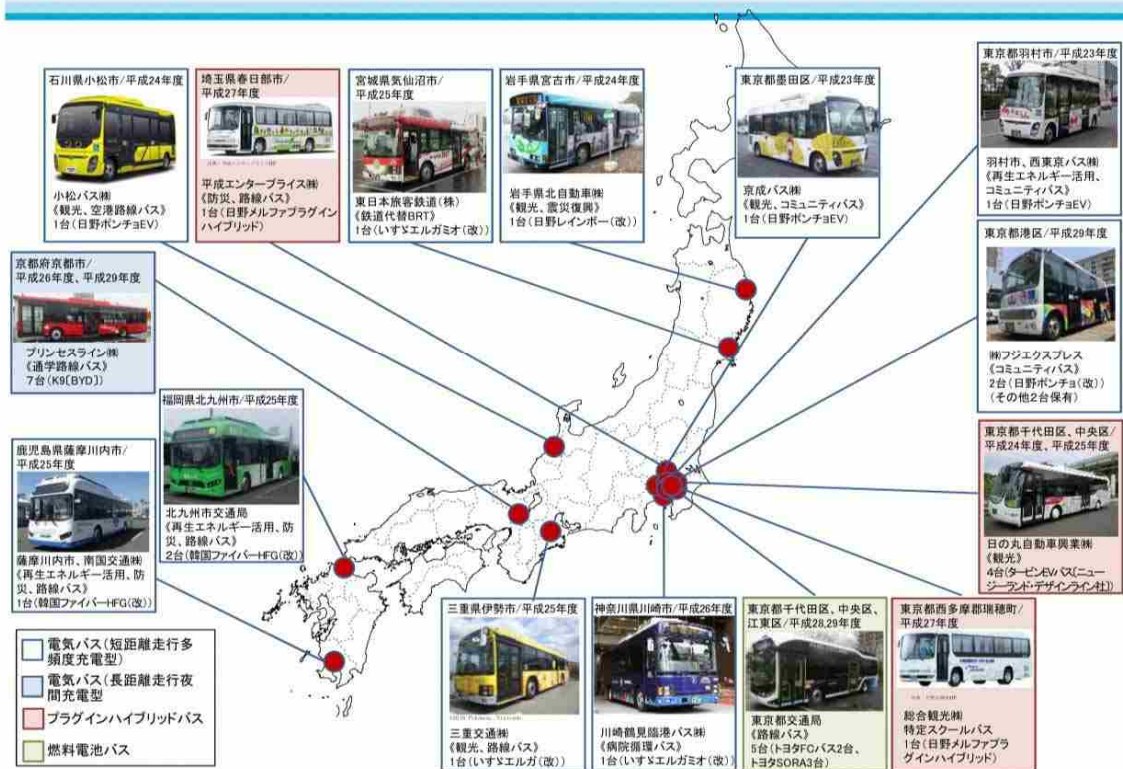 石川県小松市/平成24年度
小松バス㈱
《観光、空港路線バス》
1台(日野ポンチョEV)
埼玉県春日部市/
平成27年度
平成エンタープライズ㈱
《防災、路線バス》
1台(日野メルファプラグイン
ハイブリッド)
宮城県気仙沼市/
平成25年度
東日本旅客鉄道(株)
《鉄道代替BRT》
1台(いすゞエルガミオ(改))
岩手県宮古市/平成24年度
岩手県北自動車㈱
《観光、震災復興》
1台(日野レインボー(改))
東京都墨田区/平成23年度
京成バス㈱
《観光、コミュニティバス》
1台(日野ポンチョEV)
東京都羽村市/平成23年度
羽村市、西東京バス㈱
《再生エネルギー活用、
コミュニティバス》
1台(日野ポンチョEV)
東京都港区/平成29年度
㈱フジエクスプレス
《コミュニティバス》
2台(日野ポンチョ(改))
(その他2台保有)
京都府京都市/
平成26年度、平成29年度
プリンセスライン㈱
《通学路線バス》
7台(K9[BYD])
福岡県北九州市/平成25年度
北九州市交通局
《再生エネルギー活用、防
災、路線バス》
2台(韓国ファイバーHFG(改))
鹿児島県薩摩川内市/
平成25年度
薩摩川内市、南国交通㈱
《再生エネルギー活用、防
災、路線バス》
1台(韓国ファイバーHFG(改))
東京都千代田区、中央区/
平成24年度、平成25年度
日の丸自動車興業㈱
《観光》
4台(タービンEVバス[ニュー
ジーランド・デザインライン社])
三重県伊勢市/平成25年度
三重交通㈱
《観光、路線バス》
1台(いすゞエルガ(改))
神奈川県川崎市/平成26年度
川崎鶴見臨港バス㈱
《病院循環バス》
1台(いすゞエルガミオ(改))
東京都千代田区、中央区、
江東区/平成28,29年度
東京都交通局
《路線バス》
5台(トヨタFCバス2台、
トヨタSORA3台)
東京都西多摩郡瑞穂町/
平成27年度
総合観光㈱
特定スクールバス
1台(日野メルファプラ
グインハイブリッド)
電気バス(短距離走行多
頻度充電型)
電気バス(長距離走行夜
間充電型
プラグインハイブリッドバス
燃料電池バス